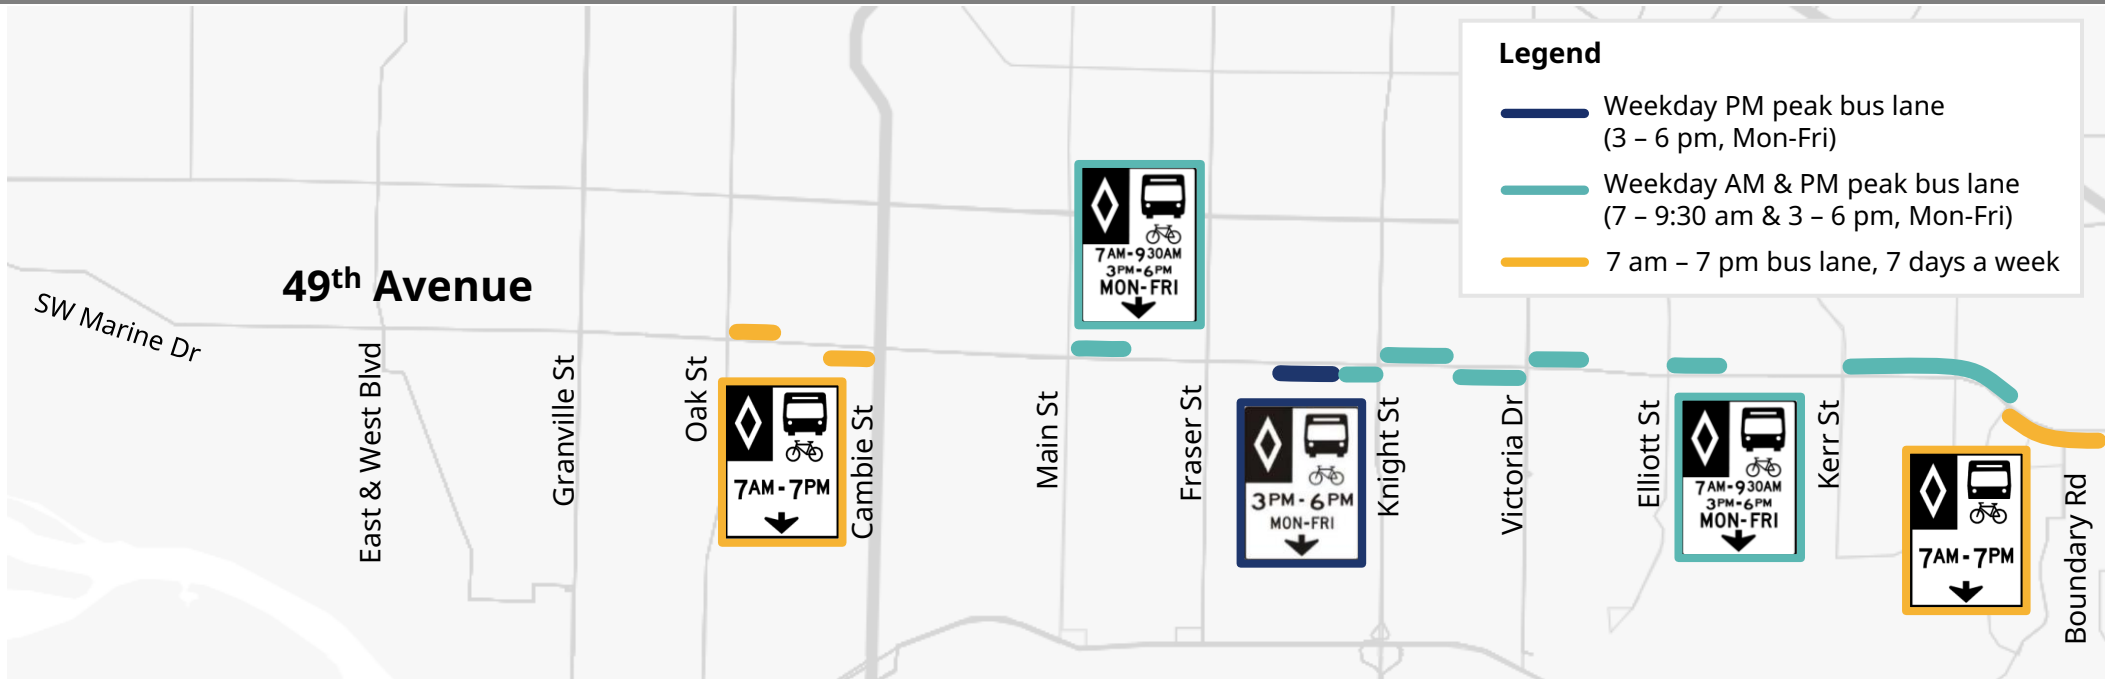 Legend
Weekday PM peak bus lane
(3 – 6 pm, Mon-Fri)
Weekday AM & PM peak bus lane
(7 – 9:30 am & 3 – 6 pm, Mon-Fri)
7 am – 7 pm bus lane, 7 days a week
49th Avenue
SW Marine Dr
East & West Blvd
Granville St
Oak St
7AM-7PM
Cambie St
Main St
7AM-930AM
3PM-6PM
MON-FRI
Fraser St
3PM-6PM
MON-FRI
Knight St
Victoria Dr
Elliott St
7AM-930AM
3PM-6PM
MON-FRI
Kerr St
7AM-7PM
Boundary Rd